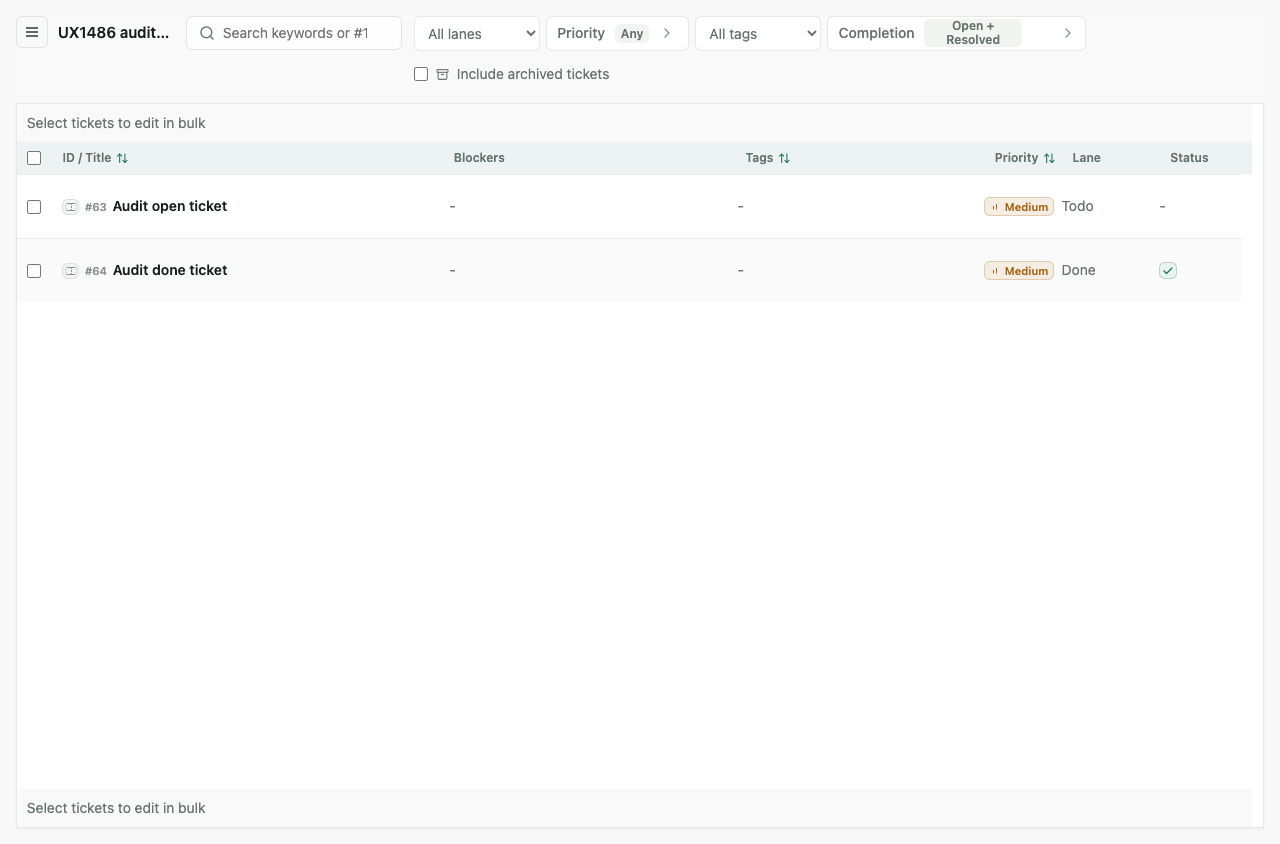 UX1486 audit...
Search keywords or #1
All lanes
Priority Any
All tags
Completion
Open +
Resolved
Include archived tickets
Select tickets to edit in bulk
ID / Title Blockers Tags Priority Lane Status
#63 Audit open ticket - - Medium Todo -
#64 Audit done ticket - - Medium Done
Select tickets to edit in bulk